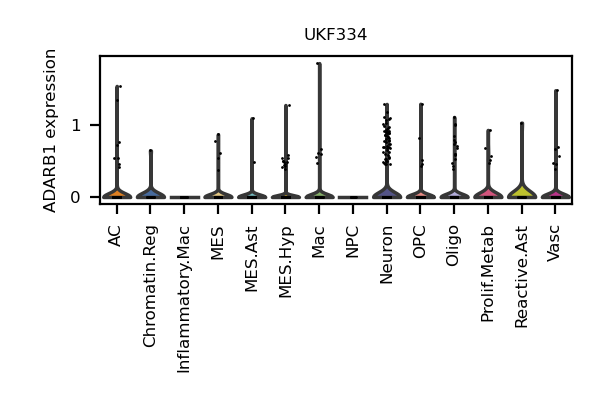 UKF334
ADARB1 expression
1
0
AC
Chromatin.Reg
Inflammatory.Mac
MES
MES.Ast
MES.Hyp
Mac
NPC
Neuron
OPC
Oligo
Prolif.Metab
Reactive.Ast
Vasc